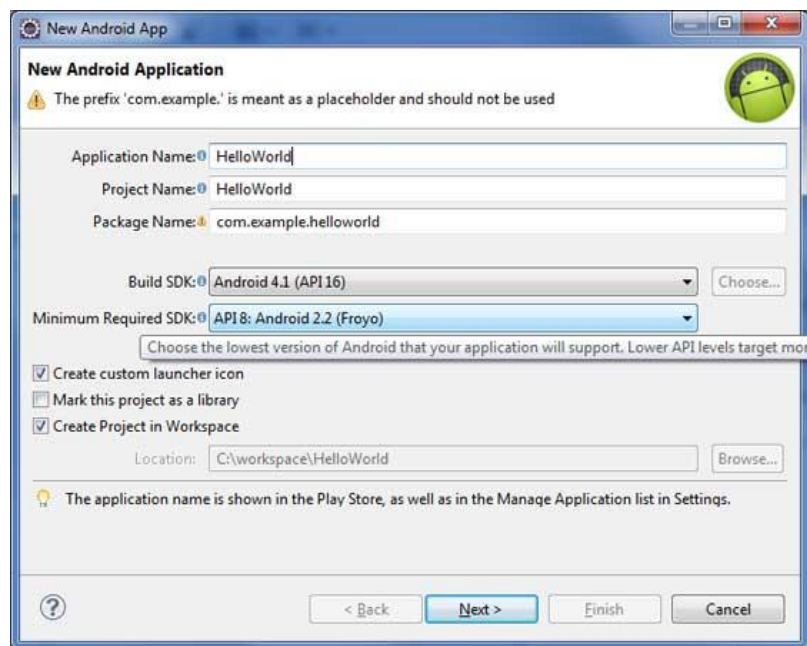 New Android App
New Android Application
The prefix 'com.example.' is meant as a placeholder and should not be used
Application Name: HelloWorld
Project Name: HelloWorld
Package Name: com.example.helloworld
Build SDK: Android 4.1 (API 16) Choose...
Minimum Required SDK: API 8: Android 2.2 (Froyo)
Choose the lowest version of Android that your application will support. Lower API levels target mor
Create custom launcher icon
Mark this project as a library
Create Project in Workspace
Location: C:\workspace\HelloWorld Browse...
The application name is shown in the Play Store, as well as in the Manage Application list in Settings.
? < Back Next > Finish Cancel